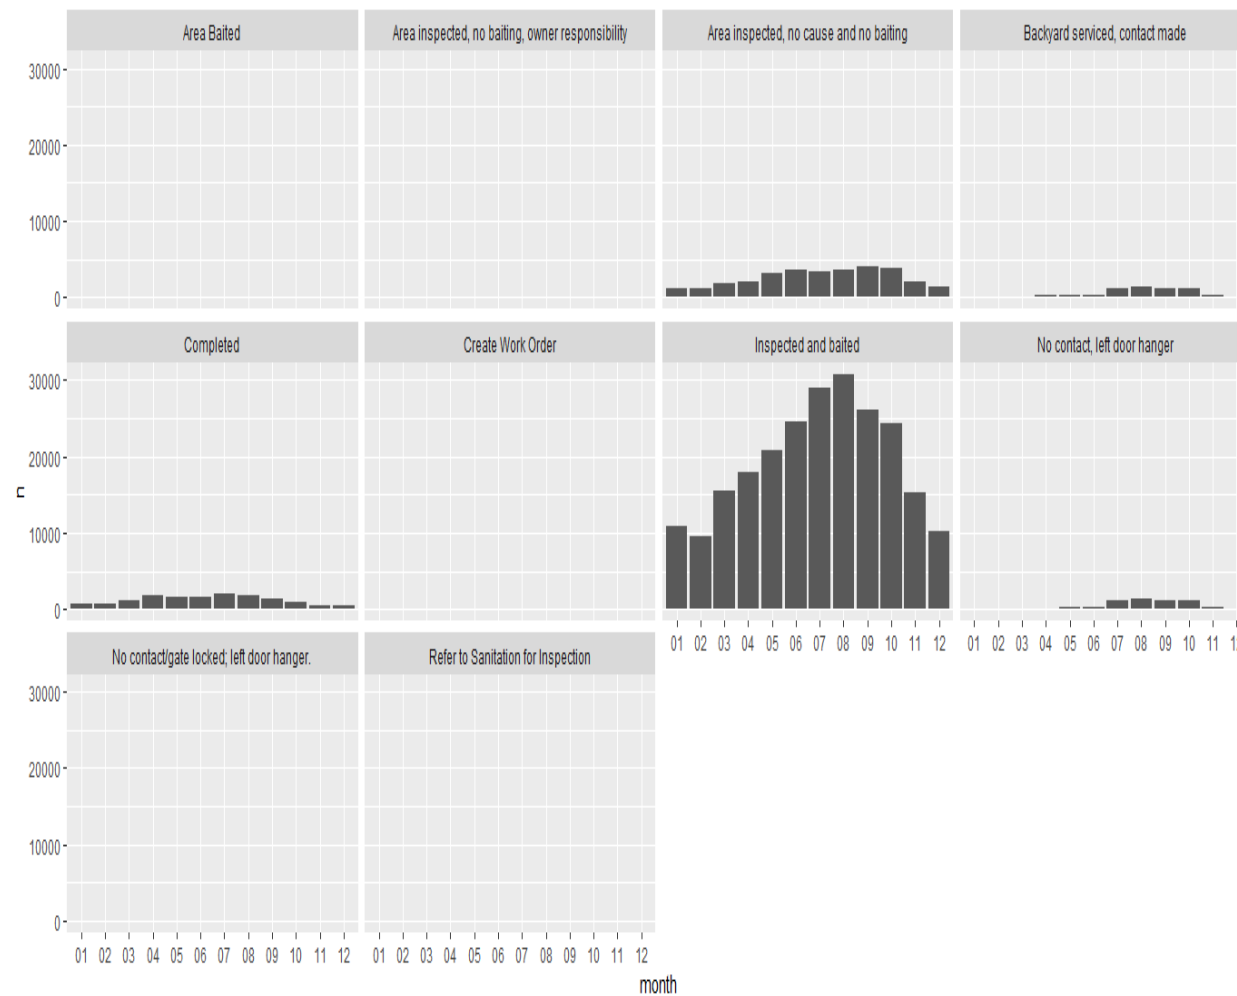 Area Baited
Area inspected, no baiting, owner responsibility
Area inspected, no cause and no baiting
Backyard serviced, contact made
30000
20000
10000
0
Completed
Create Work Order
Inspected and baited
No contact, left door hanger
30000
20000
10000
0
n
01 02 03 04 05 06 07 08 09 10 11 12
01 02 03 04 05 06 07 08 09 10 11
No contact/gate locked; left door hanger.
Refer to Sanitation for Inspection
30000
20000
10000
0
01 02 03 04 05 06 07 08 09 10 11 12
01 02 03 04 05 06 07 08 09 10 11 12
month